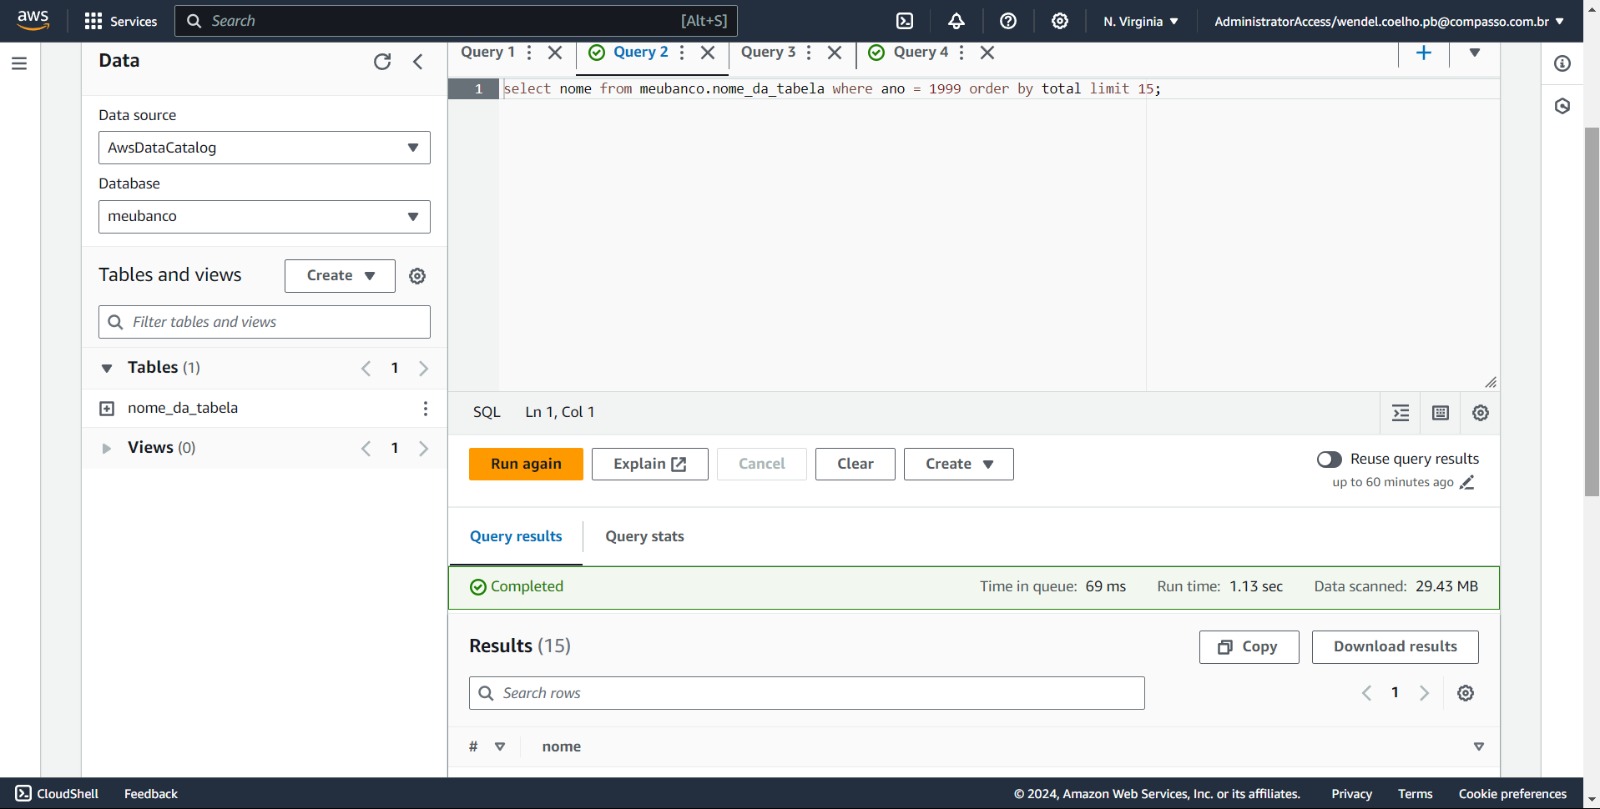 aws
Services
Search
[Alt+S]
N. Virginia
AdministratorAccess/wendel.coelho.pb@compasso.com.br
Data
Data source
AwsDataCatalog
Database
meubanco
Tables and views
Create
Filter tables and views
Tables (1)
1
nome_da_tabela
Views (0)
1
Query 1
Query 2
Query 3
Query 4
1 select nome from meubanco.nome_da_tabela where ano = 1999 order by total limit 15;
SQL Ln 1, Col 1
Run again
Explain
Cancel
Clear
Create
Reuse query results
up to 60 minutes ago
Query results
Query stats
Completed
Time in queue: 69 ms
Run time: 1.13 sec
Data scanned: 29.43 MB
Results (15)
Copy
Download results
Search rows
1
# nome
CloudShell
Feedback
© 2024, Amazon Web Services, Inc. or its affiliates.
Privacy
Terms
Cookie preferences